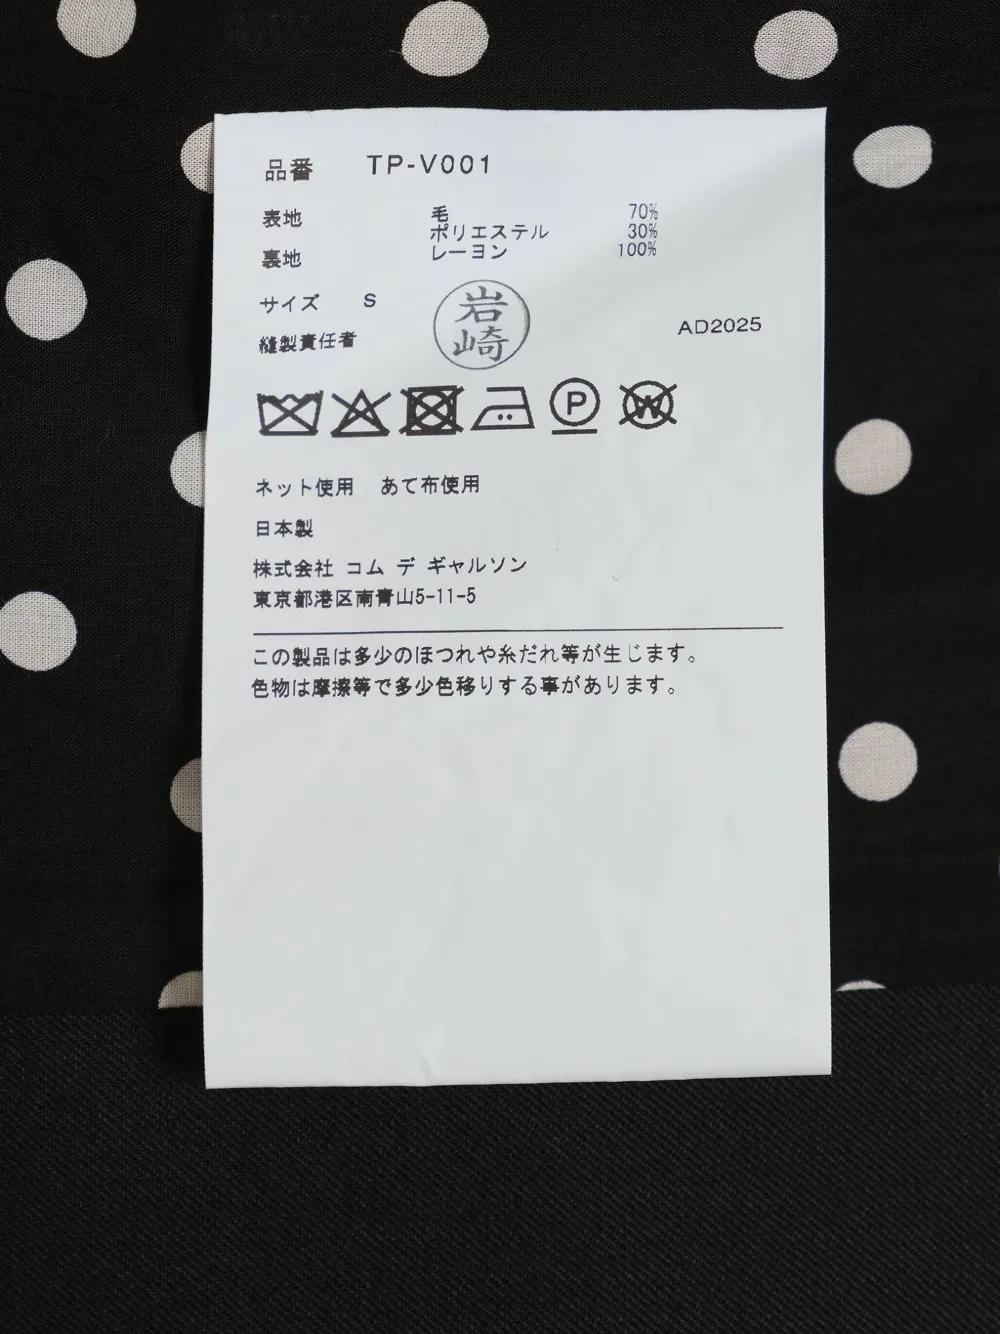 品番 TP-V001
表地 毛 70%
ポリエステル 30%
裏地 レーヨン 100%
サイズ S
岩崎
AD2025
縫製責任者
P
W
ネット使用 あて布使用
日本製
株式会社 コム デ ギャルソン
東京都港区南青山5-11-5
この製品は多少のほつれや糸だれ等が生じます。
色物は摩擦等で多少色移りする事があります。